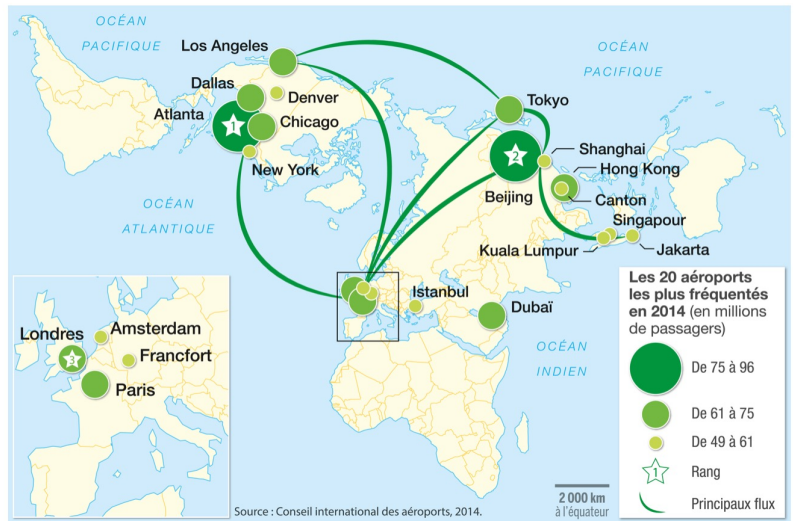 OCÉAN
PACIFIQUE
Los Angeles
OCÉAN
PACIFIQUE
Dallas
Denver
Tokyo
Atlanta
1
Chicago
2
Shanghai
Hong Kong
New York
Beijing
Canton
Singapour
OCÉAN
ATLANTIQUE
Kuala Lumpur
Jakarta
Istanbul
Dubaï
OCÉAN
INDIEN
Londres
Amsterdam
3
Francfort
Paris
Les 20 aéroports
les plus fréquentés
en 2014 (en millions
de passagers)
De 75 à 96
De 61 à 75
De 49 à 61
1
Rang
Principaux flux
2 000 km
à l'équateur
Source : Conseil international des aéroports, 2014.